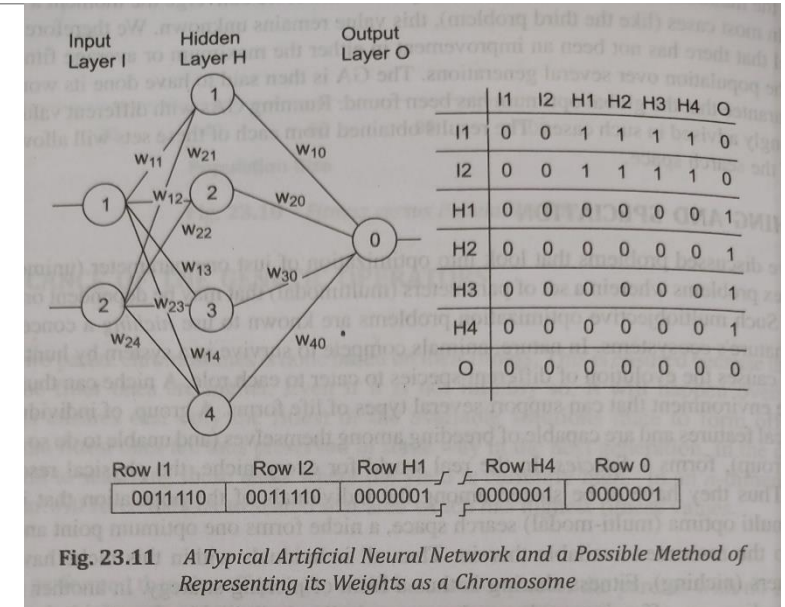 Input
Layer I
Hidden
Layer H
Output
Layer O
1
W11
W21
W10
1
W12
2
W20
W22
0
W13
W30
2
W23
3
W24
W14
W40
4
I1 I2 H1 H2 H3 H4 O
I1 0 0 1 1 1 1 0
I2 0 0 1 1 1 1 0
H1 0 0 0 0 0 0 1
H2 0 0 0 0 0 0 1
H3 0 0 0 0 0 0 1
H4 0 0 0 0 0 0 1
O 0 0 0 0 0 0 0
Row I1 Row I2 Row H1 Row H4 Row 0
0011110 0011110 0000001 0000001 0000001
Fig. 23.11 A Typical Artificial Neural Network and a Possible Method of
Representing its Weights as a Chromosome